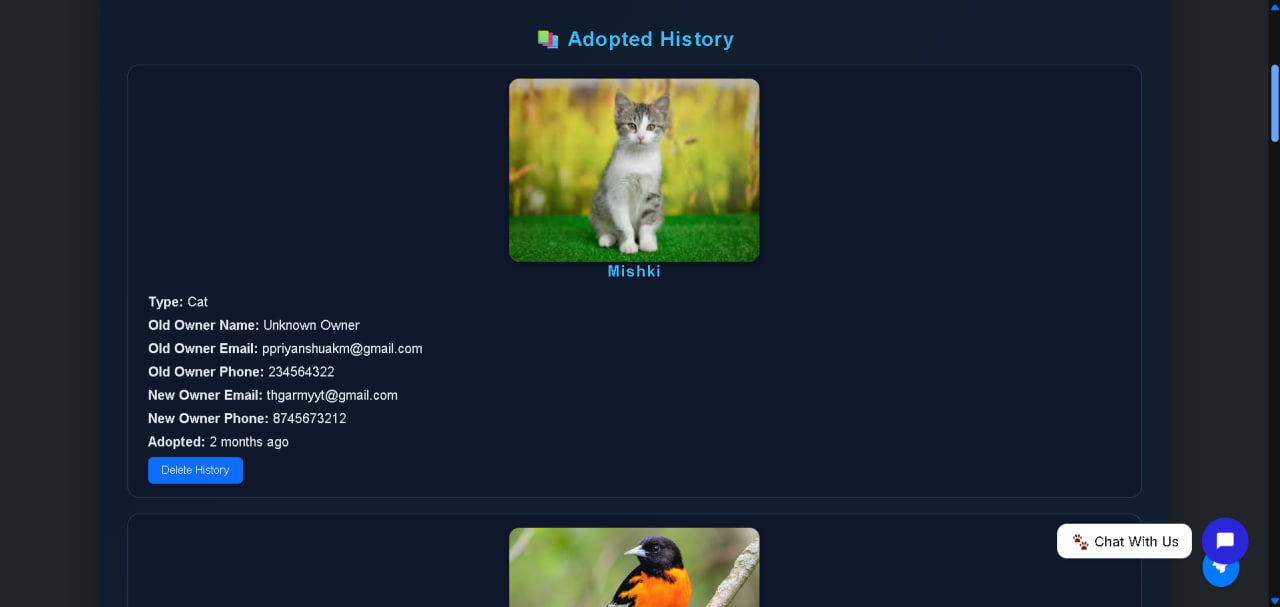 Adopted History
Mishki
Type: Cat
Old Owner Name: Unknown Owner
Old Owner Email: ppriyanshuakm@gmail.com
Old Owner Phone: 234564322
New Owner Email: thgarmyyt@gmail.com
New Owner Phone: 8745673212
Adopted: 2 months ago
Delete History
Chat With Us